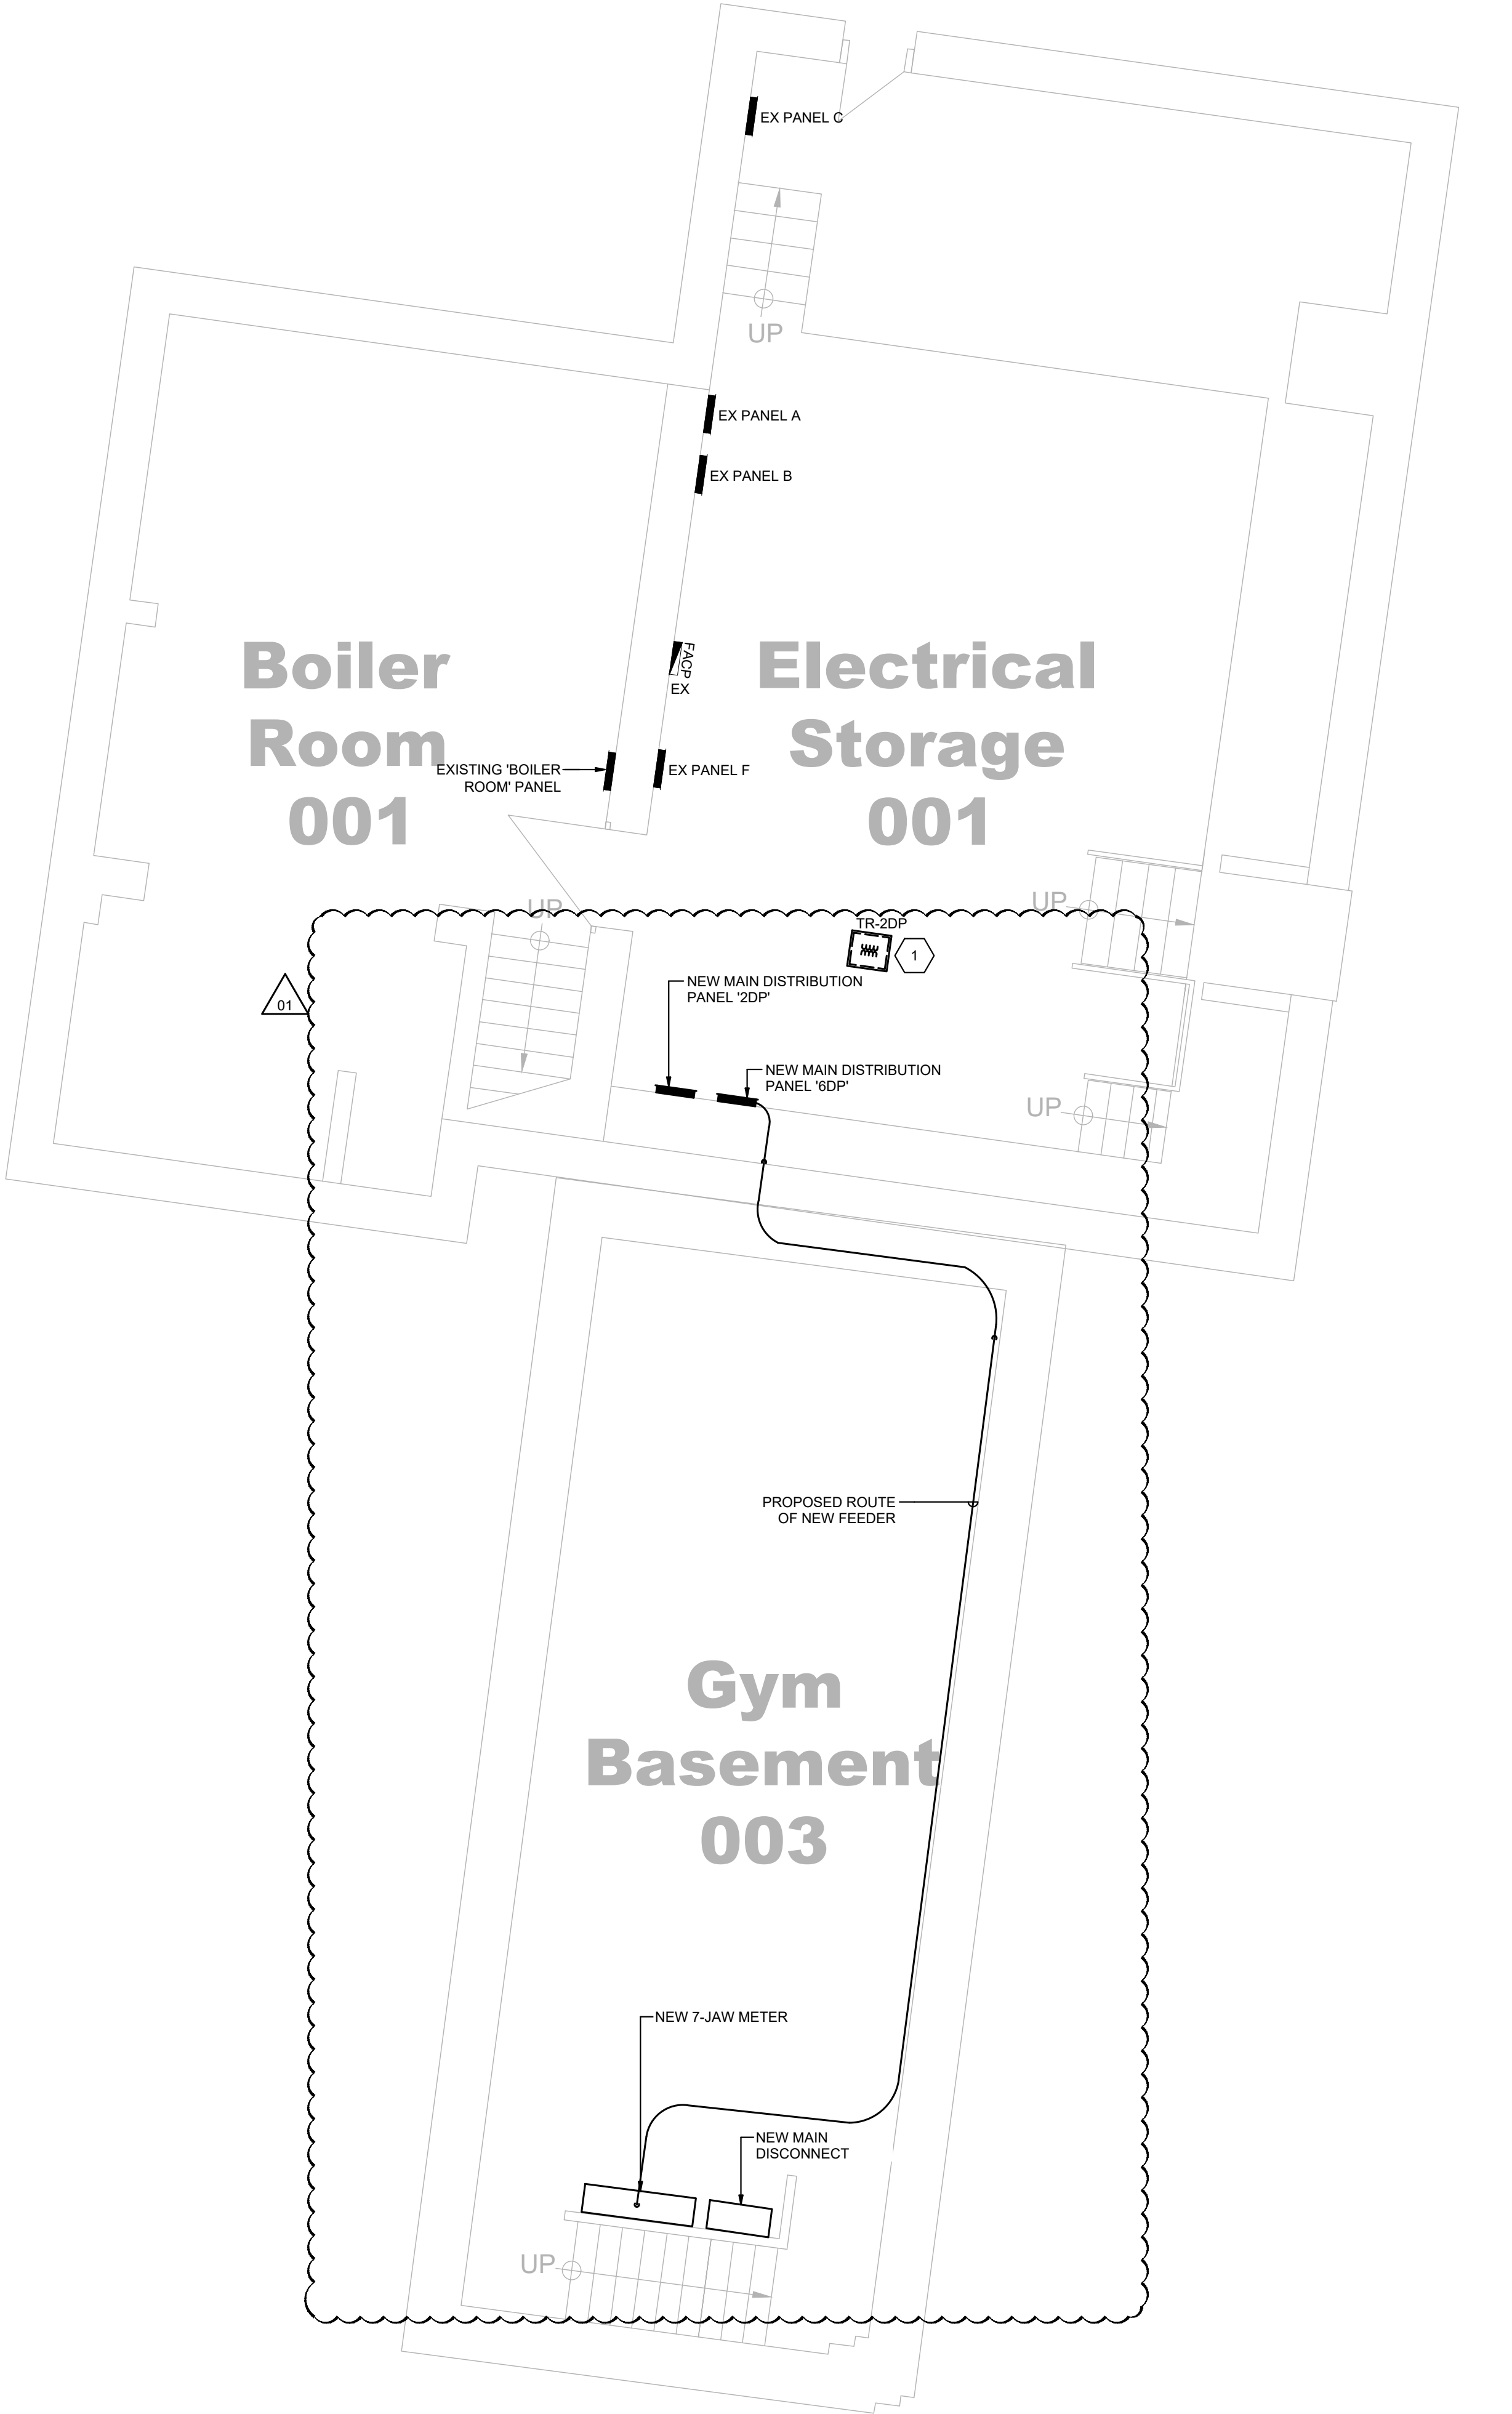 EX PANEL C
UP
EX PANEL A
EX PANEL B
Boiler
Room
001
Electrical
Storage
001
FACP
EX
EXISTING 'BOILER
ROOM' PANEL
EX PANEL F
UP
UP
TR-2DP
1
01
NEW MAIN DISTRIBUTION
PANEL '2DP'
NEW MAIN DISTRIBUTION
PANEL '6DP'
UP
PROPOSED ROUTE
OF NEW FEEDER
Gym
Basement
003
NEW 7-JAW METER
NEW MAIN
DISCONNECT
UP